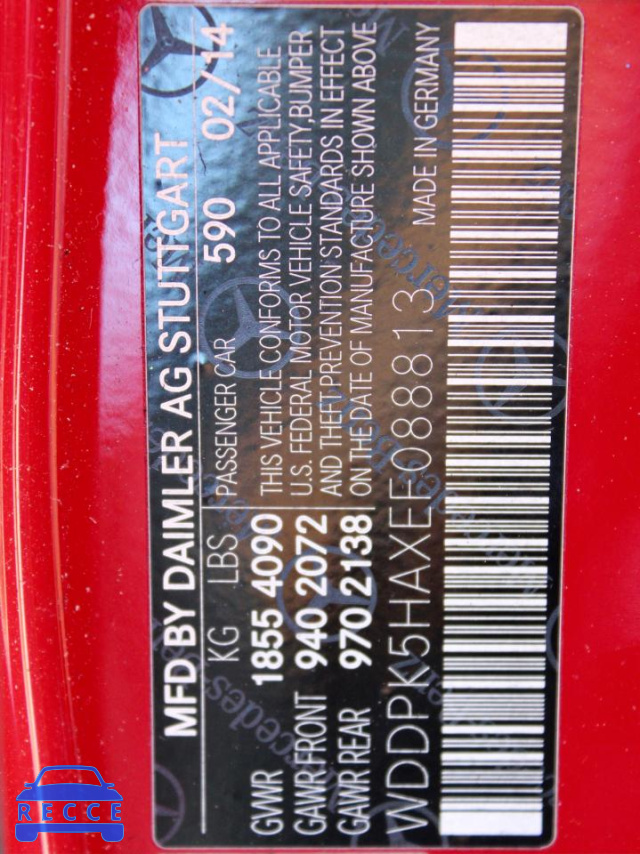 MFD BY DAIMLER AG STUTTGART
KG LBS PASSENGER CAR 590 02/14
GVWR 1855 4090 THIS VEHICLE CONFORMS TO ALL APPLICABLE
GAWR FRONT 940 2072 U.S. FEDERAL MOTOR VEHICLE SAFETY,BUMPER
AND THEFT PREVENTION STANDARDS IN EFFECT
GAWR REAR 970 2138 ON THE DATE OF MANUFACTURE SHOWN ABOVE
WDDPK5HAXEF088813 MADE IN GERMANY
RECCE